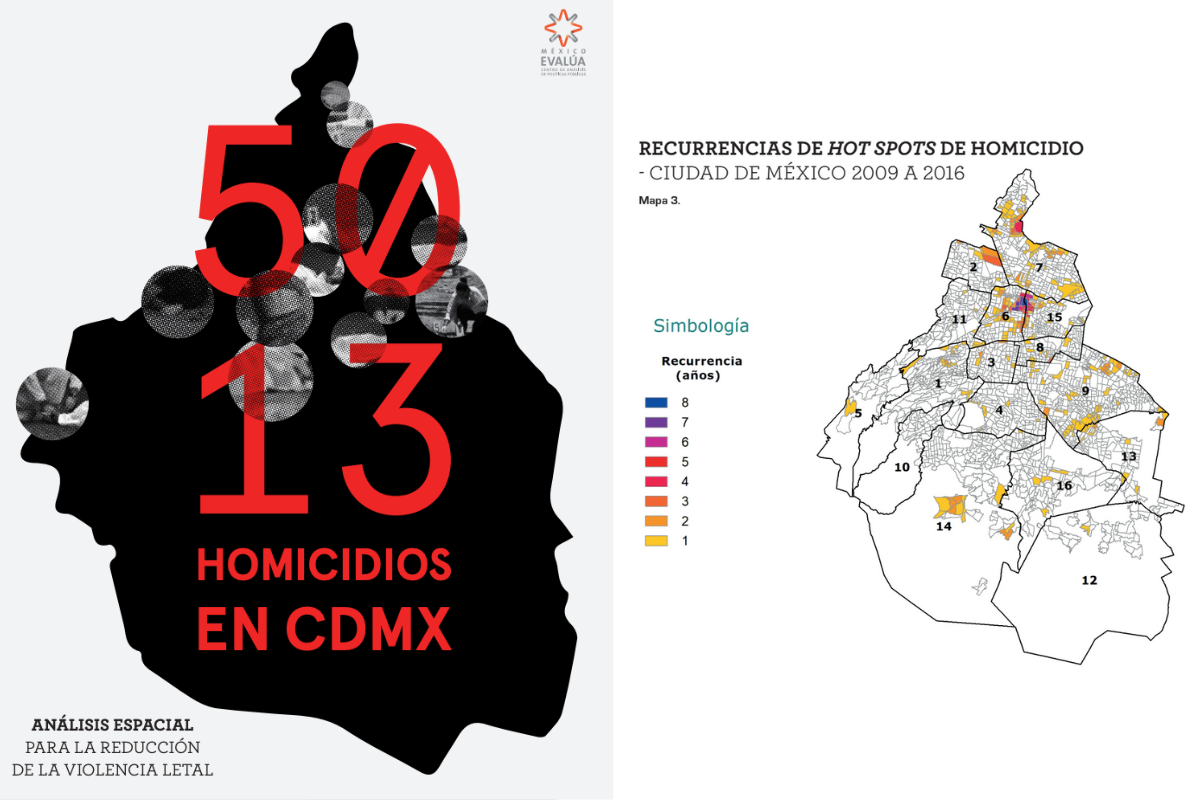 MÉXICO
EVALÚA
CENTRO DE ANÁLISIS
DE POLÍTICAS PÚBLICAS
50
13
HOMICIDIOS
EN CDMX
ANÁLISIS ESPACIAL
PARA LA REDUCCIÓN
DE LA VIOLENCIA LETAL
RECURRENCIAS DE HOT SPOTS DE HOMICIDIO
- CIUDAD DE MÉXICO 2009 A 2016
Mapa 3.
Simbología
Recurrencia
(años)
8
7
6
5
4
3
2
1
2
7
11
6
15
8
3
1
9
5
4
13
10
16
14
12